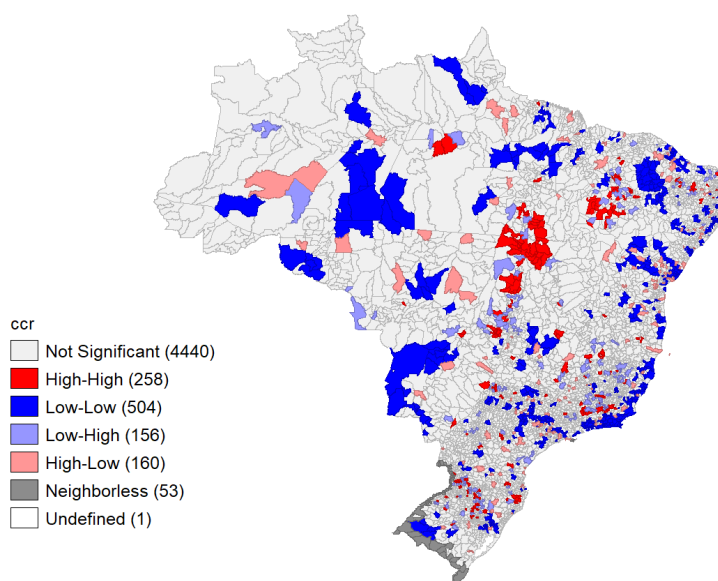 ccr
Not Significant (4440)
High-High (258)
Low-Low (504)
Low-High (156)
High-Low (160)
Neighborless (53)
Undefined (1)